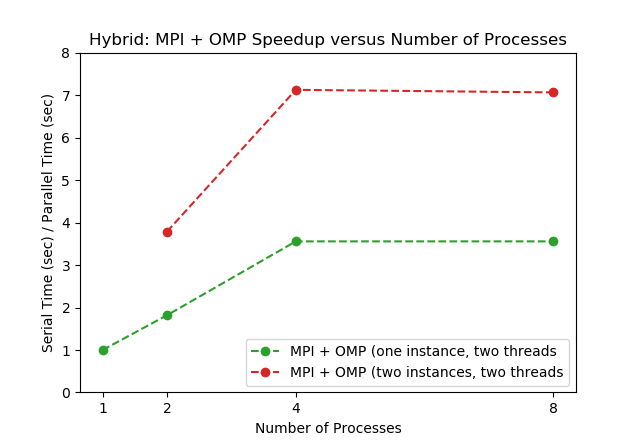 Hybrid: MPI + OMP Speedup versus Number of Processes
Serial Time (sec) / Parallel Time (sec)
8
7
6
5
4
3
2
1
0
MPI + OMP (one instance, two threads
MPI + OMP (two instances, two threads
1 2 4 8
Number of Processes